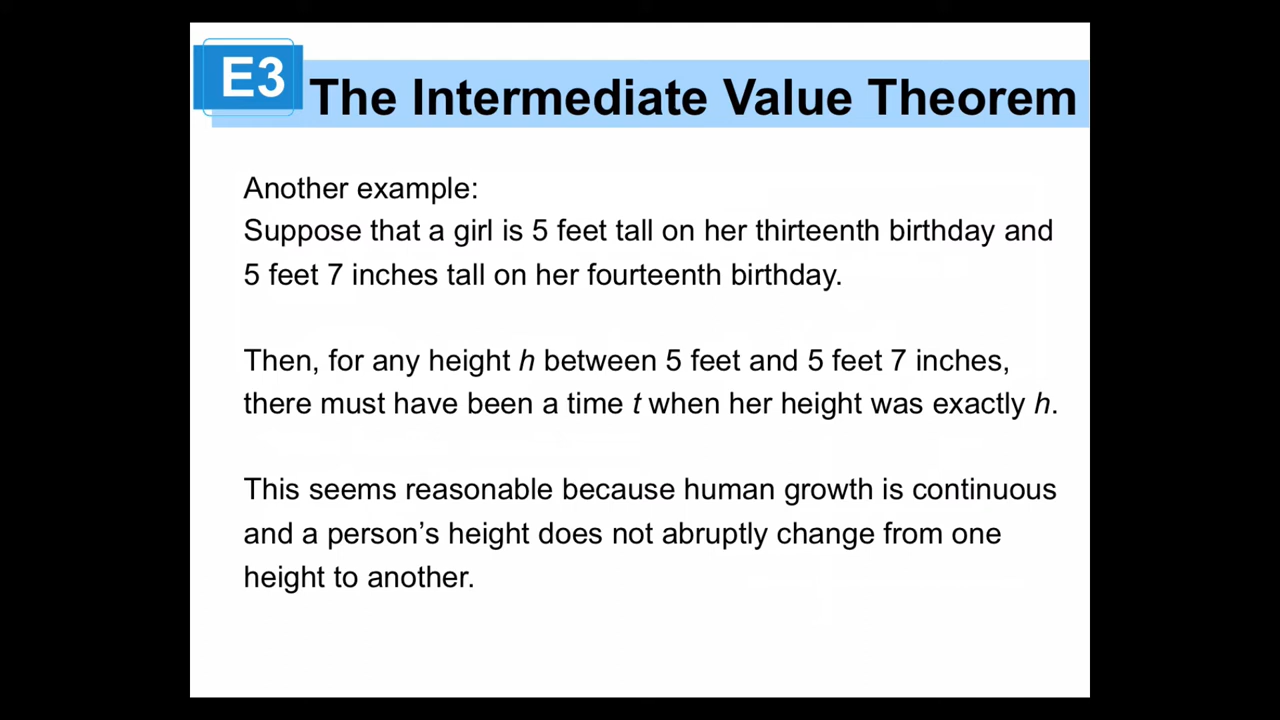 E3
The Intermediate Value Theorem
Another example:
Suppose that a girl is 5 feet tall on her thirteenth birthday and
5 feet 7 inches tall on her fourteenth birthday.
Then, for any height h between 5 feet and 5 feet 7 inches,
there must have been a time t when her height was exactly h.
This seems reasonable because human growth is continuous
and a person’s height does not abruptly change from one
height to another.